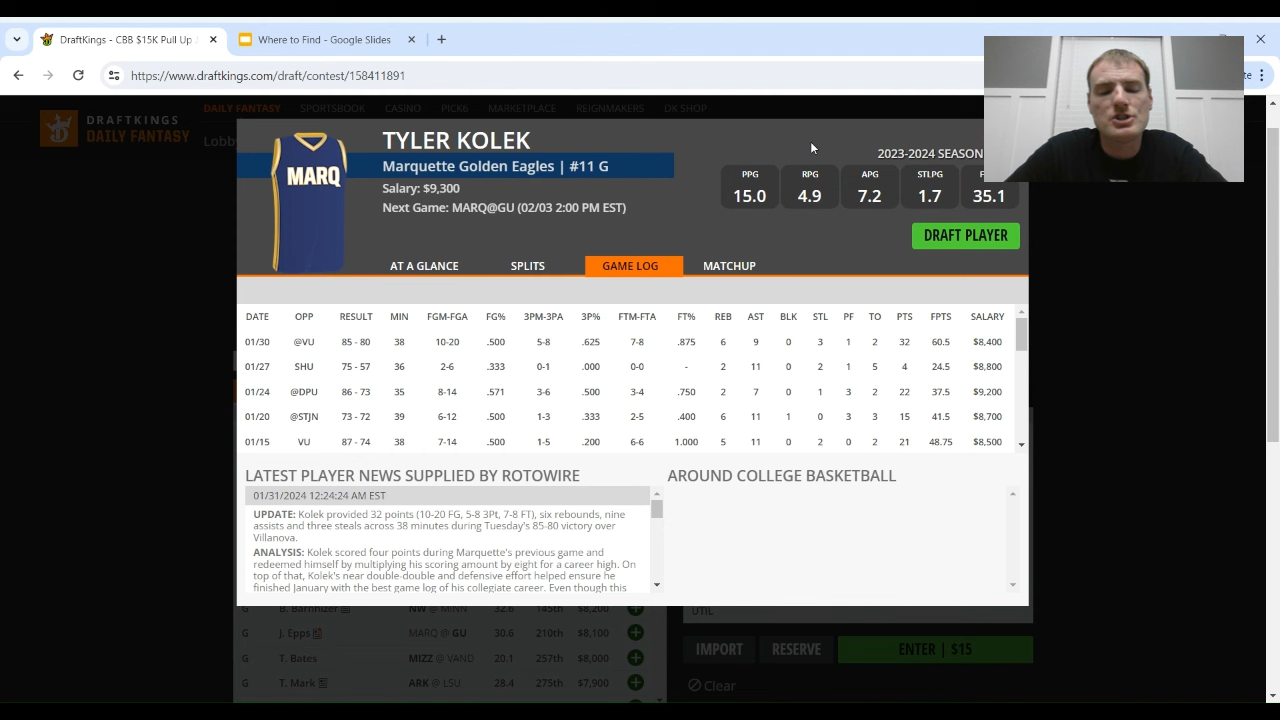 DraftKings - CBB $15K Pull Up
Where to Find - Google Slides
https://www.draftkings.com/draft/contest/158411891
DRAFTKINGS
DAILY FANTASY
DAILY FANTASY SPORTSBOOK CASINO PICK6 MARKETPLACE REIGNMAKERS DK SHOP
TYLER KOLEK
Marquette Golden Eagles | #11 G
Salary: $9,300
Next Game: MARQ@GU (02/03 2:00 PM EST)
MARQ
2023-2024 SEASON
PPG RPG APG STLPG
15.0 4.9 7.2 1.7 35.1
DRAFT PLAYER
AT A GLANCE SPLITS GAME LOG MATCHUP
DATE OPP RESULT MIN FGM-FGA FG% 3PM-3PA 3P% FTM-FTA FT% REB AST BLK STL PF TO PTS FPTS SALARY
01/30 @VU 85 - 80 38 10-20 .500 5-8 .625 7-8 .875 6 9 0 3 1 2 32 60.5 $8,400
01/27 SHU 75 - 57 36 2-6 .333 0-1 .000 0-0 - 2 11 0 2 1 5 4 24.5 $8,800
01/24 @DPU 86 - 73 35 8-14 .571 3-6 .500 3-4 .750 2 7 0 1 3 2 22 37.5 $9,200
01/20 @STJN 73 - 72 39 6-12 .500 1-3 .333 2-5 .400 6 11 1 0 3 3 15 41.5 $8,700
01/15 VU 87 - 74 38 7-14 .500 1-5 .200 6-6 1.000 5 11 0 2 0 2 21 48.75 $8,500
LATEST PLAYER NEWS SUPPLIED BY ROTOWIRE
01/31/2024 12:24:24 AM EST
UPDATE: Kolek provided 32 points (10-20 FG, 5-8 3Pt, 7-8 FT), six rebounds, nine
assists and three steals across 38 minutes during Tuesday's 85-80 victory over
Villanova.
ANALYSIS: Kolek scored four points during Marquette's previous game and
redeemed himself by multiplying his scoring amount by eight for a career high. On
top of that, Kolek's near double-double and defensive effort helped ensure he
finished January with the best game log of his collegiate career. Even though this
AROUND COLLEGE BASKETBALL
G B. Barnhizer NW @ MINN 32.6 145th $8,200
G J. Epps MARQ @ GU 30.6 210th $8,100
G T. Bates MIZZ @ VAND 20.1 257th $8,000
G T. Mark ARK @ LSU 28.4 275th $7,900
UTIL
IMPORT RESERVE ENTER | $15
Clear